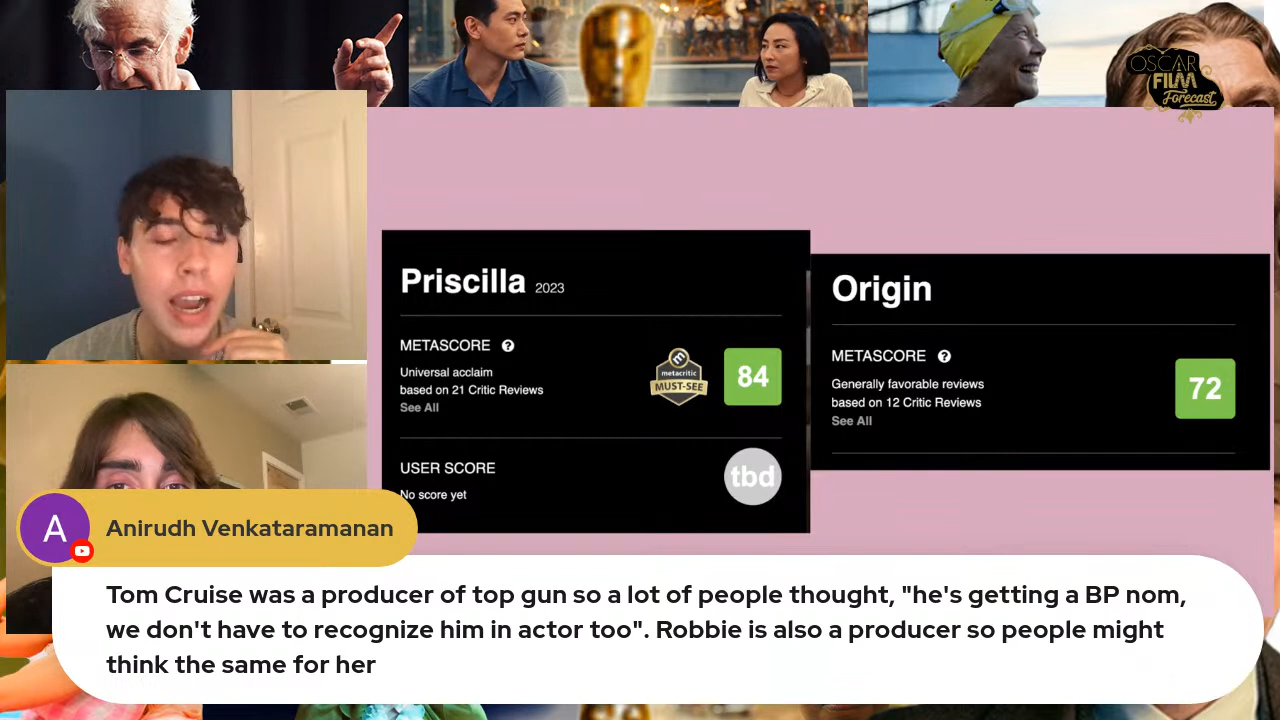 OSCAR
FILM
Forecast
Priscilla 2023
METASCORE ?
Universal acclaim
based on 21 Critic Reviews
See All
metacritic
MUST-SEE
84
USER SCORE
No score yet
tbd
Origin
METASCORE ?
Generally favorable reviews
based on 12 Critic Reviews
See All
72
A
Anirudh Venkataramanan
Tom Cruise was a producer of top gun so a lot of people thought, "he's getting a BP nom,
we don't have to recognize him in actor too". Robbie is also a producer so people might
think the same for her